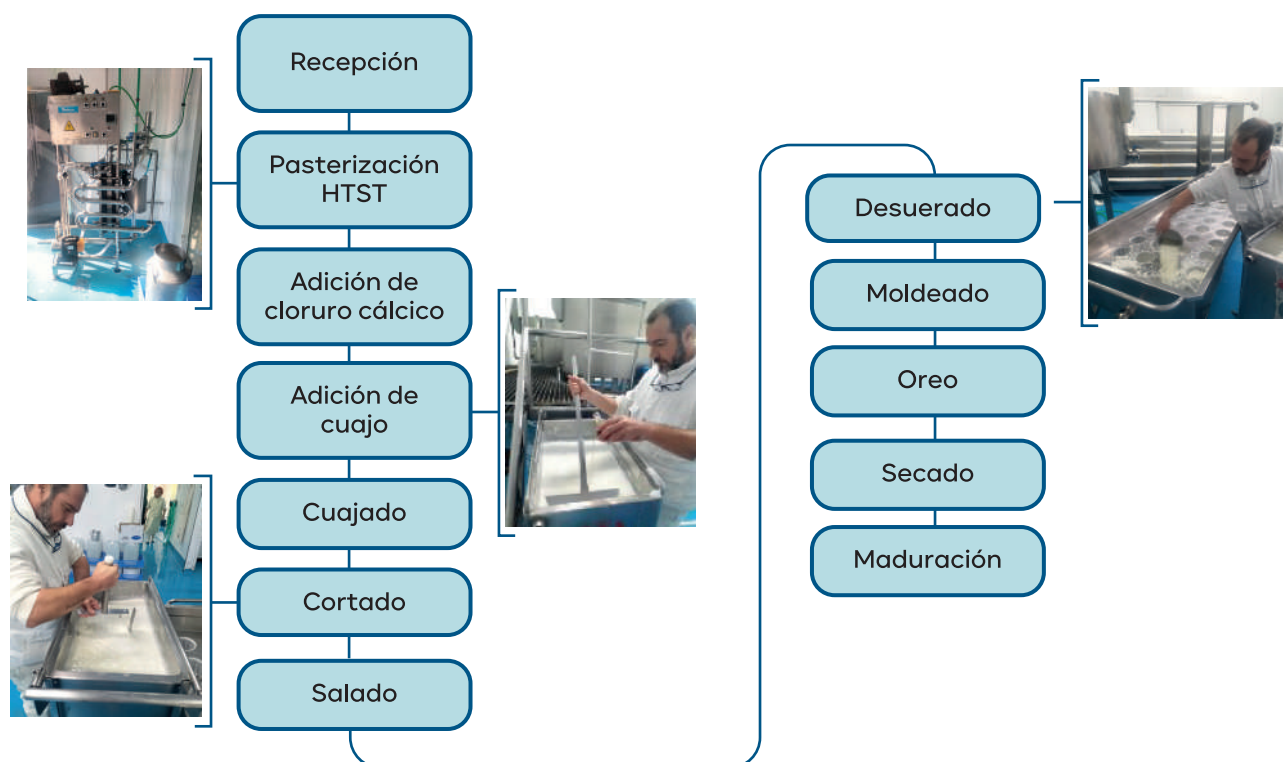 Recepción
Pasterización
HTST
Adición de
cloruro cálcico
Adición de
cuajo
Cuajado
Cortado
Salado
Desuerado
Moldeado
Oreo
Secado
Maduración